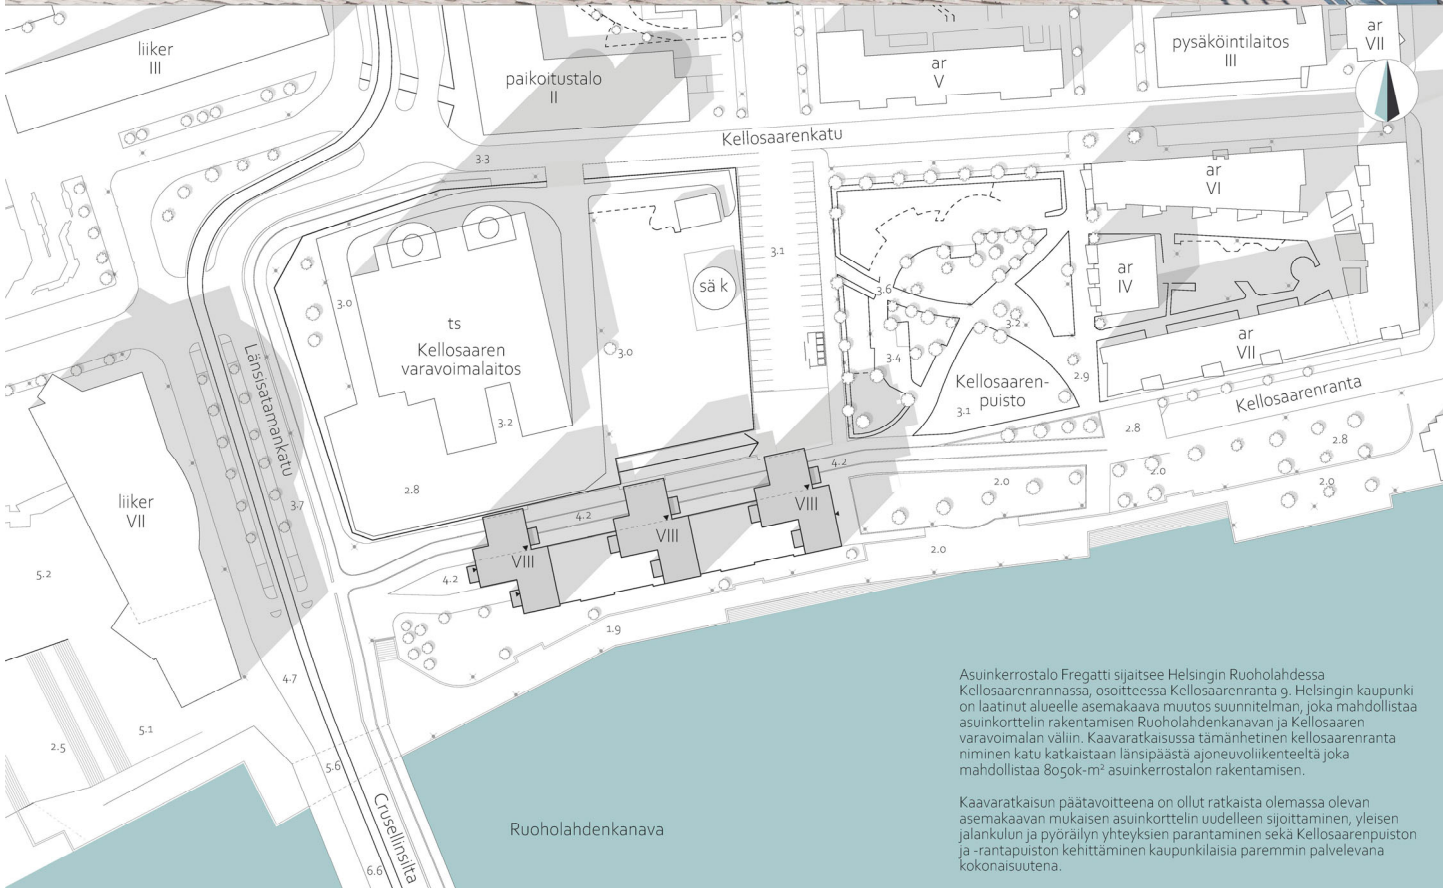 liiker
III
paikoitustalo
II
ar
V
pysäköintilaitos
III
ar
VII
Kellosaarenkatu
3.3
ar
VI
3.1
sä k
3.0
ts
Kellosaaren
varavoimalaitos
3.0
3.6
3.2
3.4
ar
IV
ar
VII
2.9
Kellosaaren-
puisto
3.1
Kellosaarenranta
Länsisatamankatu
3.2
2.8
2.8
2.8
4.2
2.0
2.0
2.0
liiker
VII
3.7
4.2
VIII
VIII
VIII
5.2
4.2
2.0
1.9
4.7
5.1
2.5
5.6
Crusellinsilta
6.6
Ruoholahdenkanava
Asuinkerrostalo Fregatti sijaitsee Helsingin Ruoholahdessa
Kellosaarenrannassa, osoitteessa Kellosaarenranta 9. Helsingin kaupunki
on laatinut alueelle asemakaava muutos suunnitelman, joka mahdollistaa
asuinkorttelin rakentamisen Ruoholahdenkanavan ja Kellosaaren
varavoimalan väliin. Kaavaratkaisussa tämänhetinen kellosaarenranta
niminen katu katkaistaan länsipäästä ajoneuvoliikenteeltä joka
mahdollistaa 8050k-m² asuinkerrostalon rakentamisen.
Kaavaratkaisun päätavoitteena on ollut ratkaista olemassa olevan
asemakaavan mukaisen asuinkorttelin uudelleen sijoittaminen, yleisen
jalankulun ja pyöräilyn yhteyksien parantaminen sekä Kellosaarenpuiston
ja -rantapuiston kehittäminen kaupunkilaisia paremmin palvelevana
kokonaisuutena.